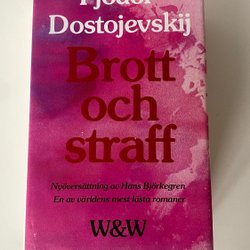 Fjodor
Dostojevskij
Brott
och
straff
Nyöversättning av Hans Björkegren
En av världens mest lästa romaner
W&W